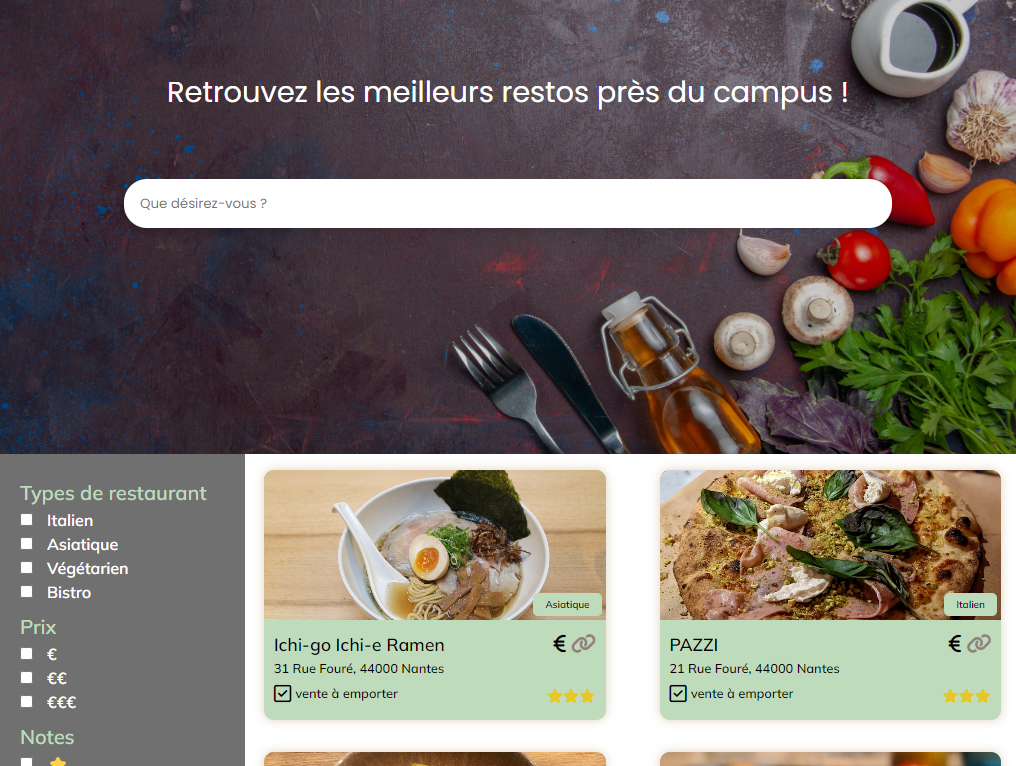 Retrouvez les meilleurs restos près du campus !
Que désirez-vous ?
Types de restaurant
Italien
Asiatique
Végétarien
Bistro
Prix
€
€€
€€€
Notes
Asiatique
Ichi-go Ichi-e Ramen €
31 Rue Fouré, 44000 Nantes
vente à emporter
Italien
PAZZI €
21 Rue Fouré, 44000 Nantes
vente à emporter